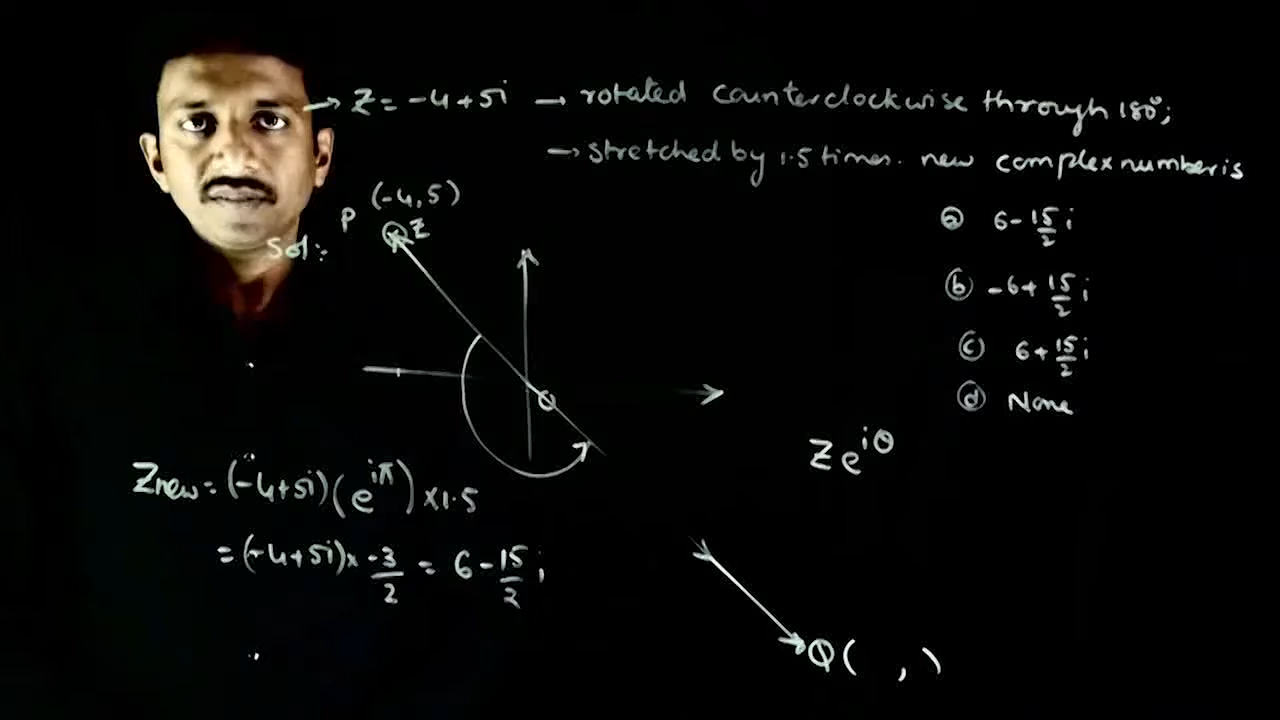 Z = -4+5i → rotated counterclockwise through 180°;
→ stretched by 1.5 times. new complex number is
(-4,5)
P
Z
Sol:
ⓐ 6 - 15/2 i
ⓑ -6 + 15/2 i
ⓒ 6 + 15/2 i
ⓓ None
O
Z e^{iθ}
Znew = (-4+5i)(e^{iπ}) × 1.5
= (-4+5i) × -3/2 = 6 - 15/2 i
Q( , )